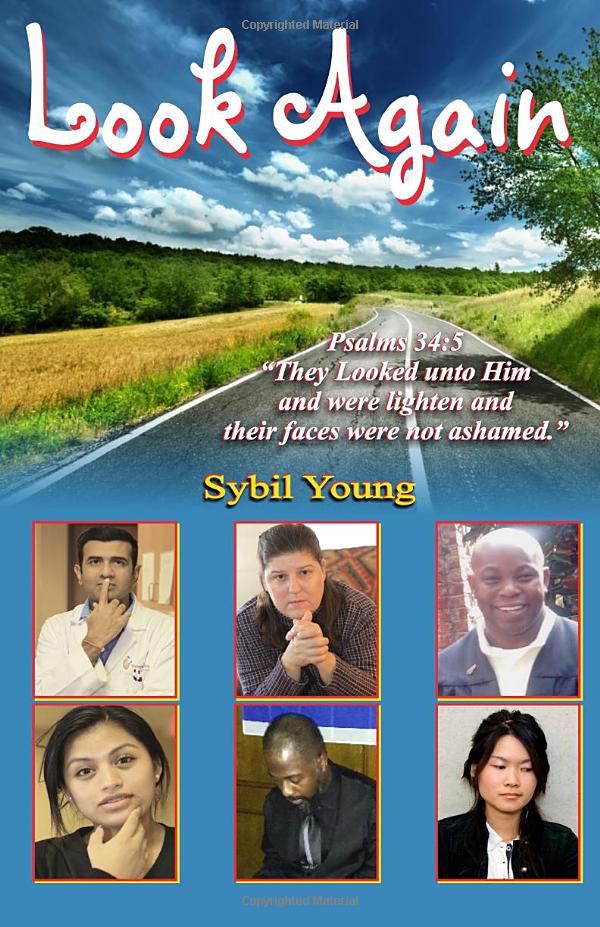 Copyrighted Material
Look Again
Psalms 34:5
“They Looked unto Him
and were lighten and
their faces were not ashamed.”
Sybil Young
Copyrighted Material